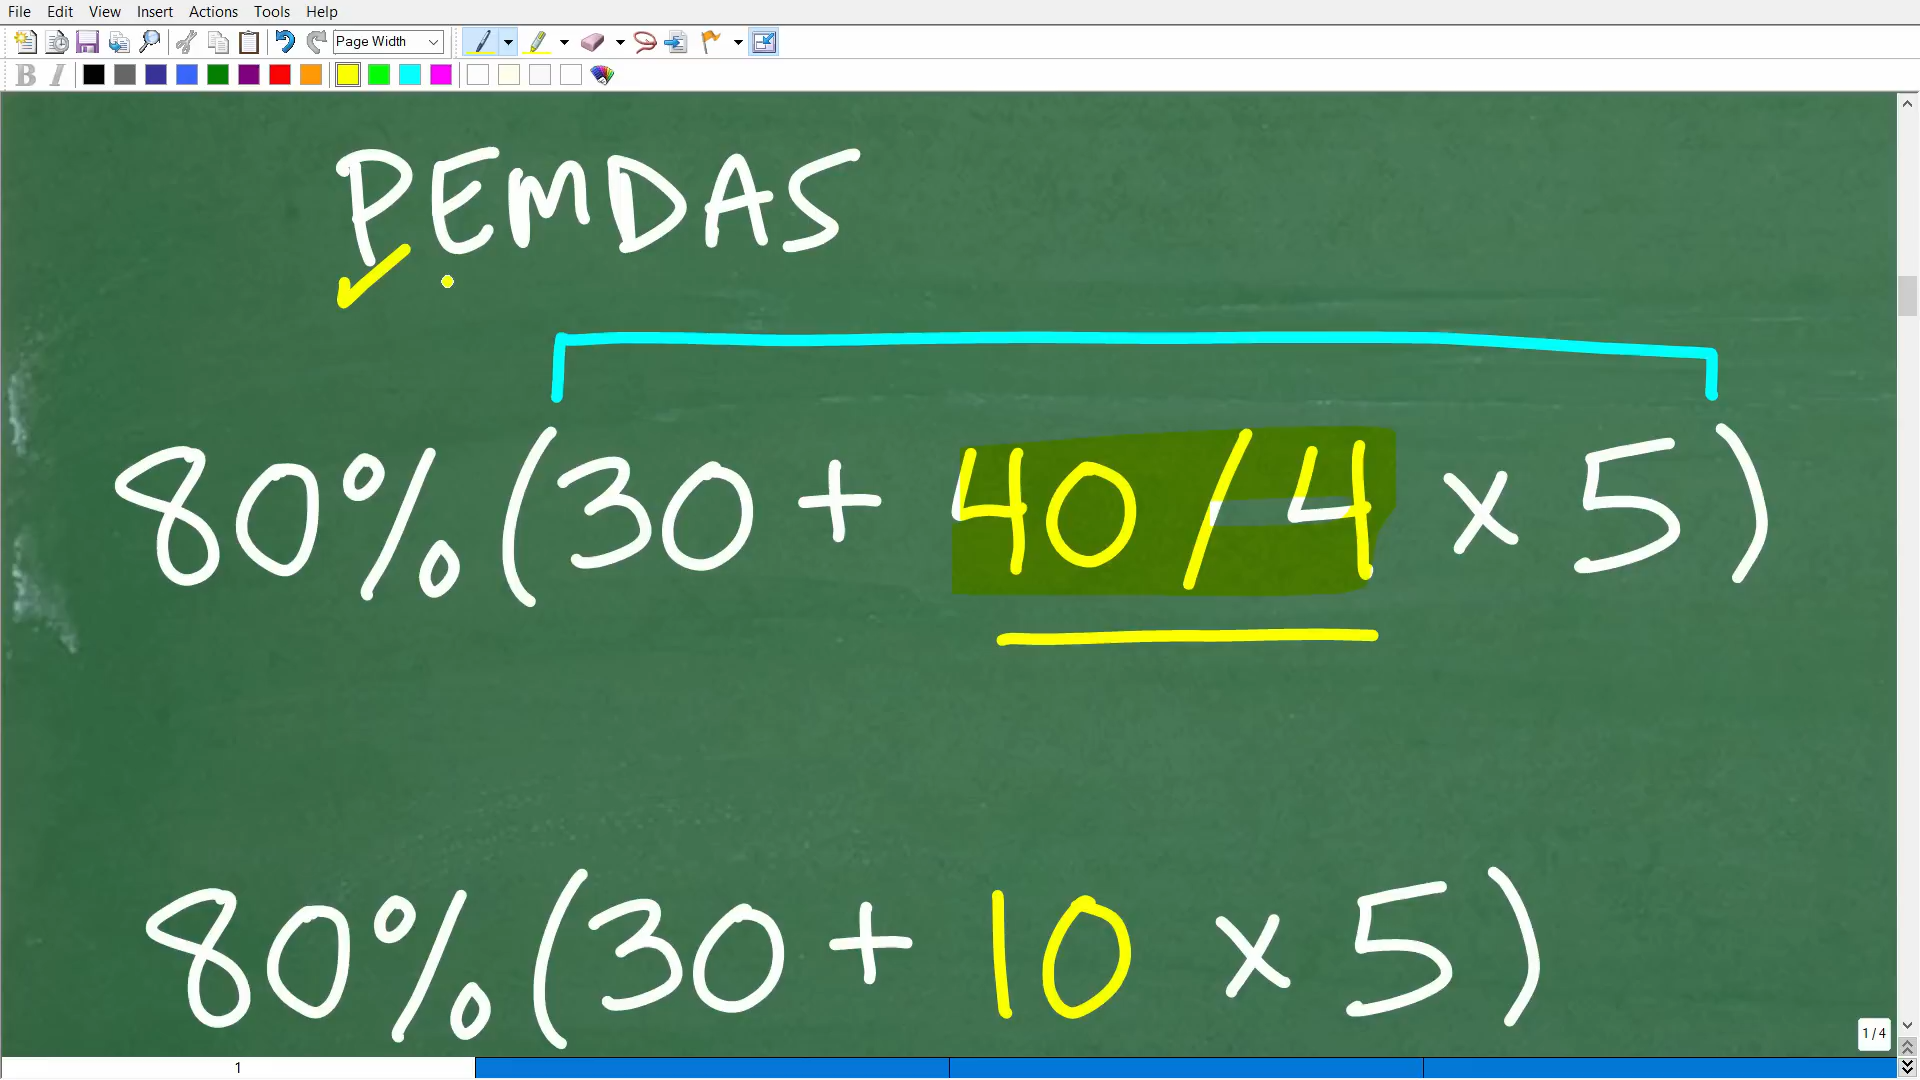 File Edit View Insert Actions Tools Help
Page Width
B I
PEMDAS
80%(30 + 40 / 4 x 5)
80%(30 + 10 x 5)
1 / 4
1